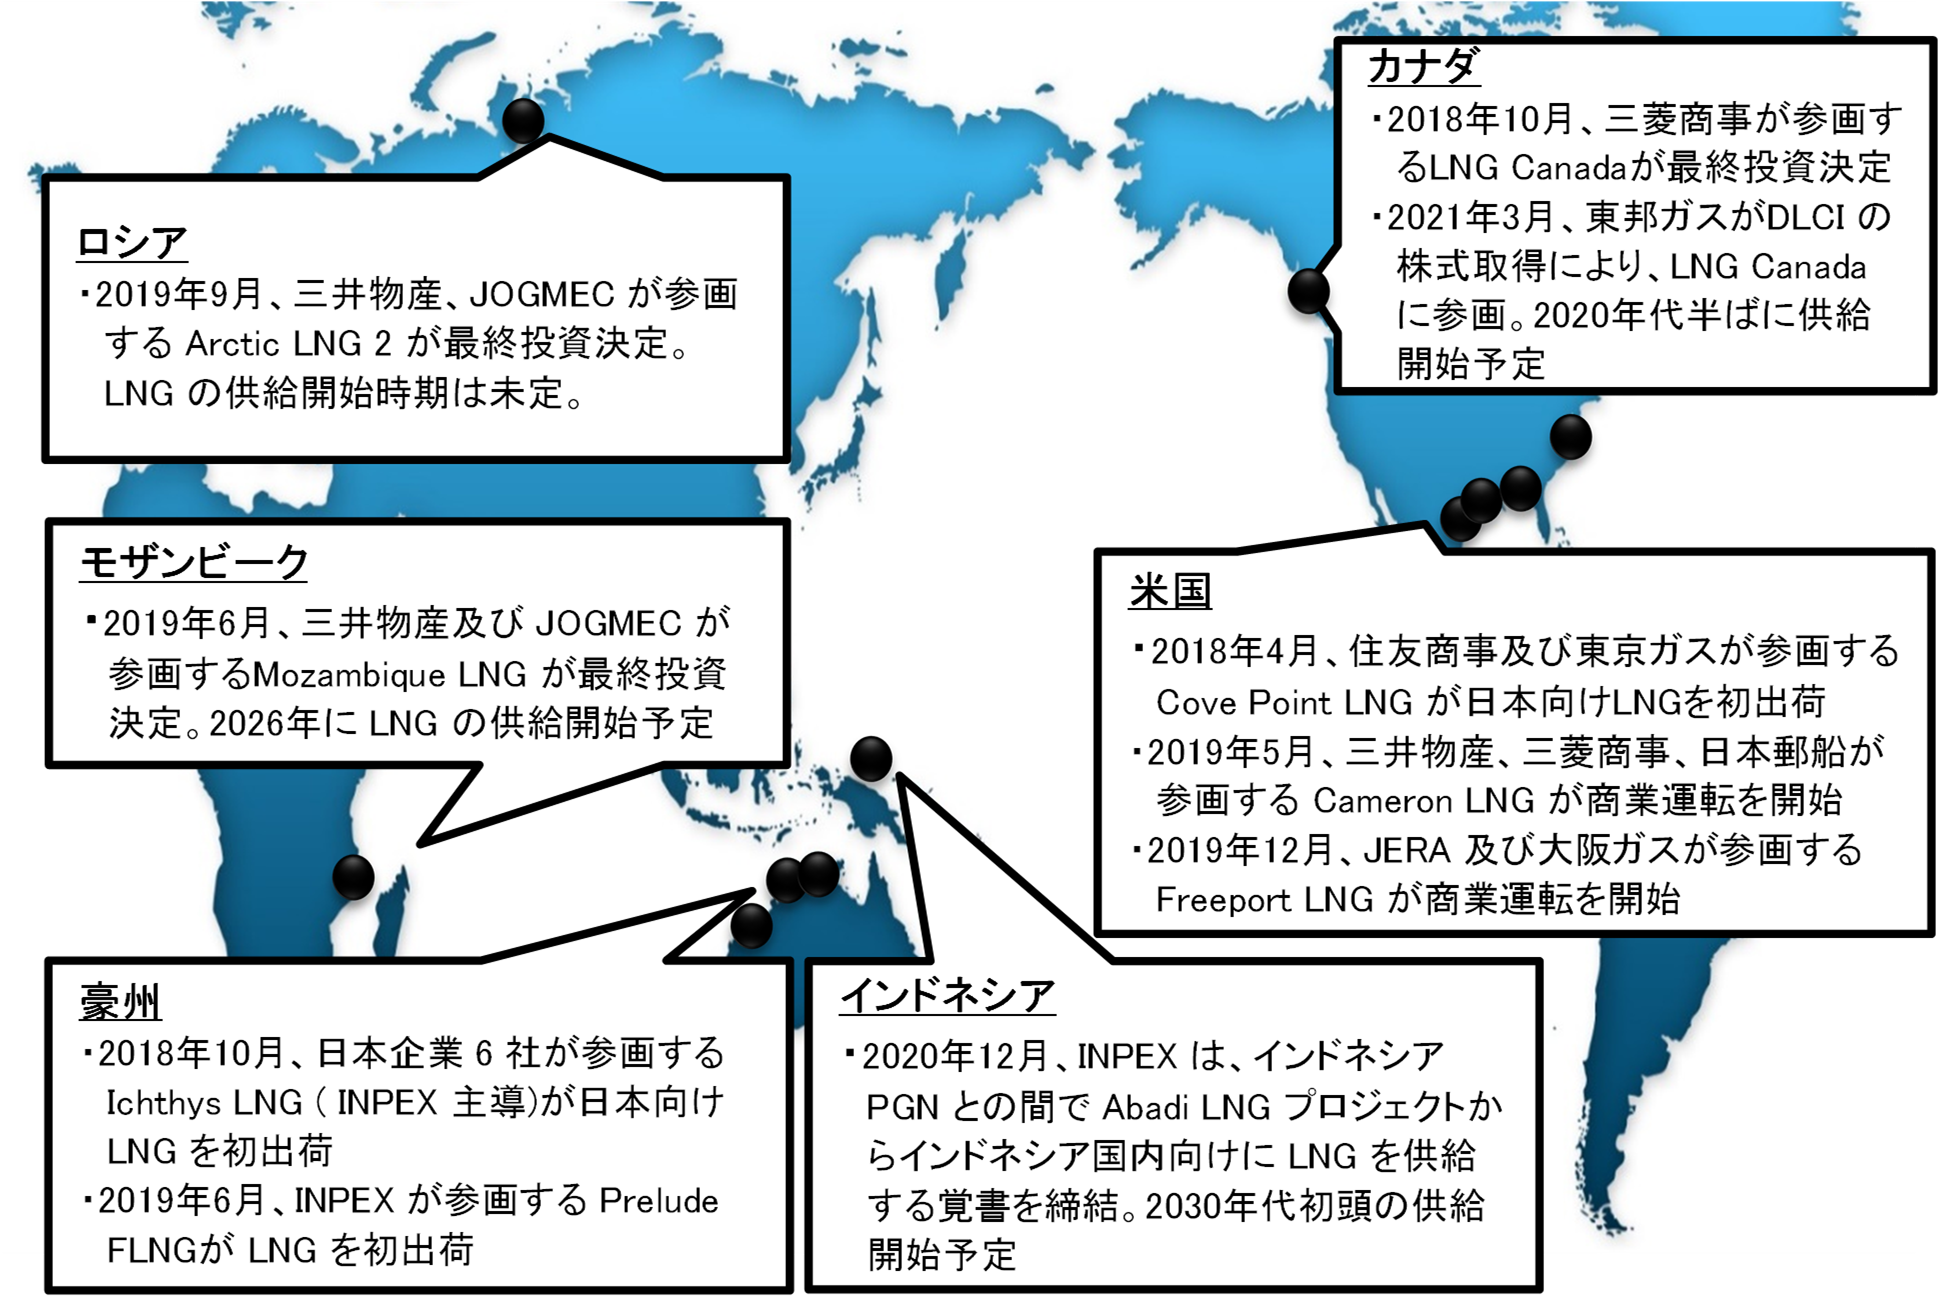 ロシア
・2019年9月、三井物産、JOGMEC が参画
する Arctic LNG 2 が最終投資決定。
LNG の供給開始時期は未定。
カナダ
・2018年10月、三菱商事が参画す
るLNG Canadaが最終投資決定
・2021年3月、東邦ガスがDLCI の
株式取得により、LNG Canada
に参画。2020年代半ばに供給
開始予定
モザンビーク
・2019年6月、三井物産及び JOGMEC が
参画するMozambique LNG が最終投資
決定。2026年に LNG の供給開始予定
米国
・2018年4月、住友商事及び東京ガスが参画する
Cove Point LNG が日本向けLNGを初出荷
・2019年5月、三井物産、三菱商事、日本郵船が
参画する Cameron LNG が商業運転を開始
・2019年12月、JERA 及び大阪ガスが参画する
Freeport LNG が商業運転を開始
豪州
・2018年10月、日本企業 6 社が参画する
Ichthys LNG ( INPEX 主導)が日本向け
LNG を初出荷
・2019年6月、INPEX が参画する Prelude
FLNGが LNG を初出荷
インドネシア
・2020年12月、INPEX は、インドネシア
PGN との間で Abadi LNG プロジェクトか
らインドネシア国内向けに LNG を供給
する覚書を締結。2030年代初頭の供給
開始予定